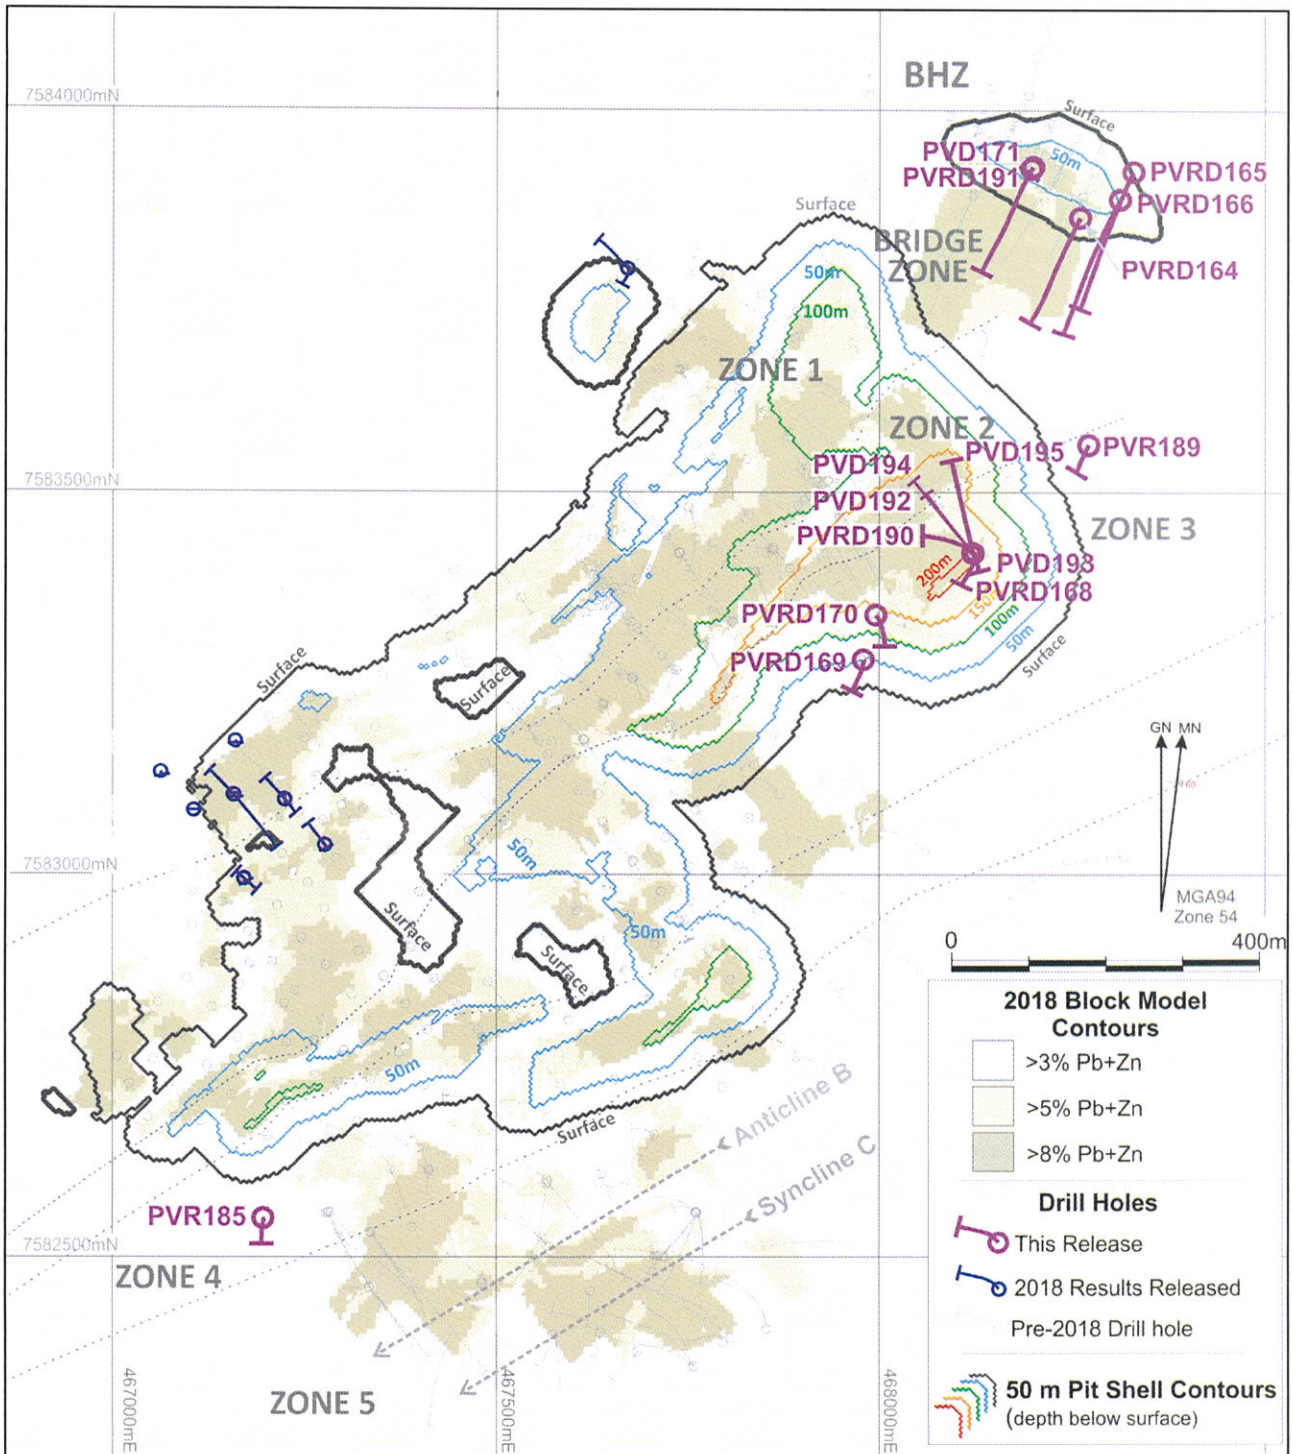 BHZ
7584000mN
Surface
50m
PVD171
PVRD191
PVRD165
PVRD166
Surface
BRIDGE
ZONE
PVRD164
50m
100m
ZONE 1
ZONE 2
PVD194
PVD195
PVR189
7583500mN
PVD192
ZONE 3
PVRD190
200m
PVD193
PVRD168
150m
PVRD170
100m
50m
Surface
PVRD169
Surface
Surface
GN MN
7583000mN
50m
MGA94
Zone 54
Surface
50m
Surface
0
400m
50m
Surface
Anticline B
Syncline C
PVR185
7582500mN
ZONE 4
ZONE 5
467000mE
467500mE
468000mE
2018 Block Model
Contours
>3% Pb+Zn
>5% Pb+Zn
>8% Pb+Zn
Drill Holes
This Release
2018 Results Released
Pre-2018 Drill hole
50 m Pit Shell Contours
(depth below surface)